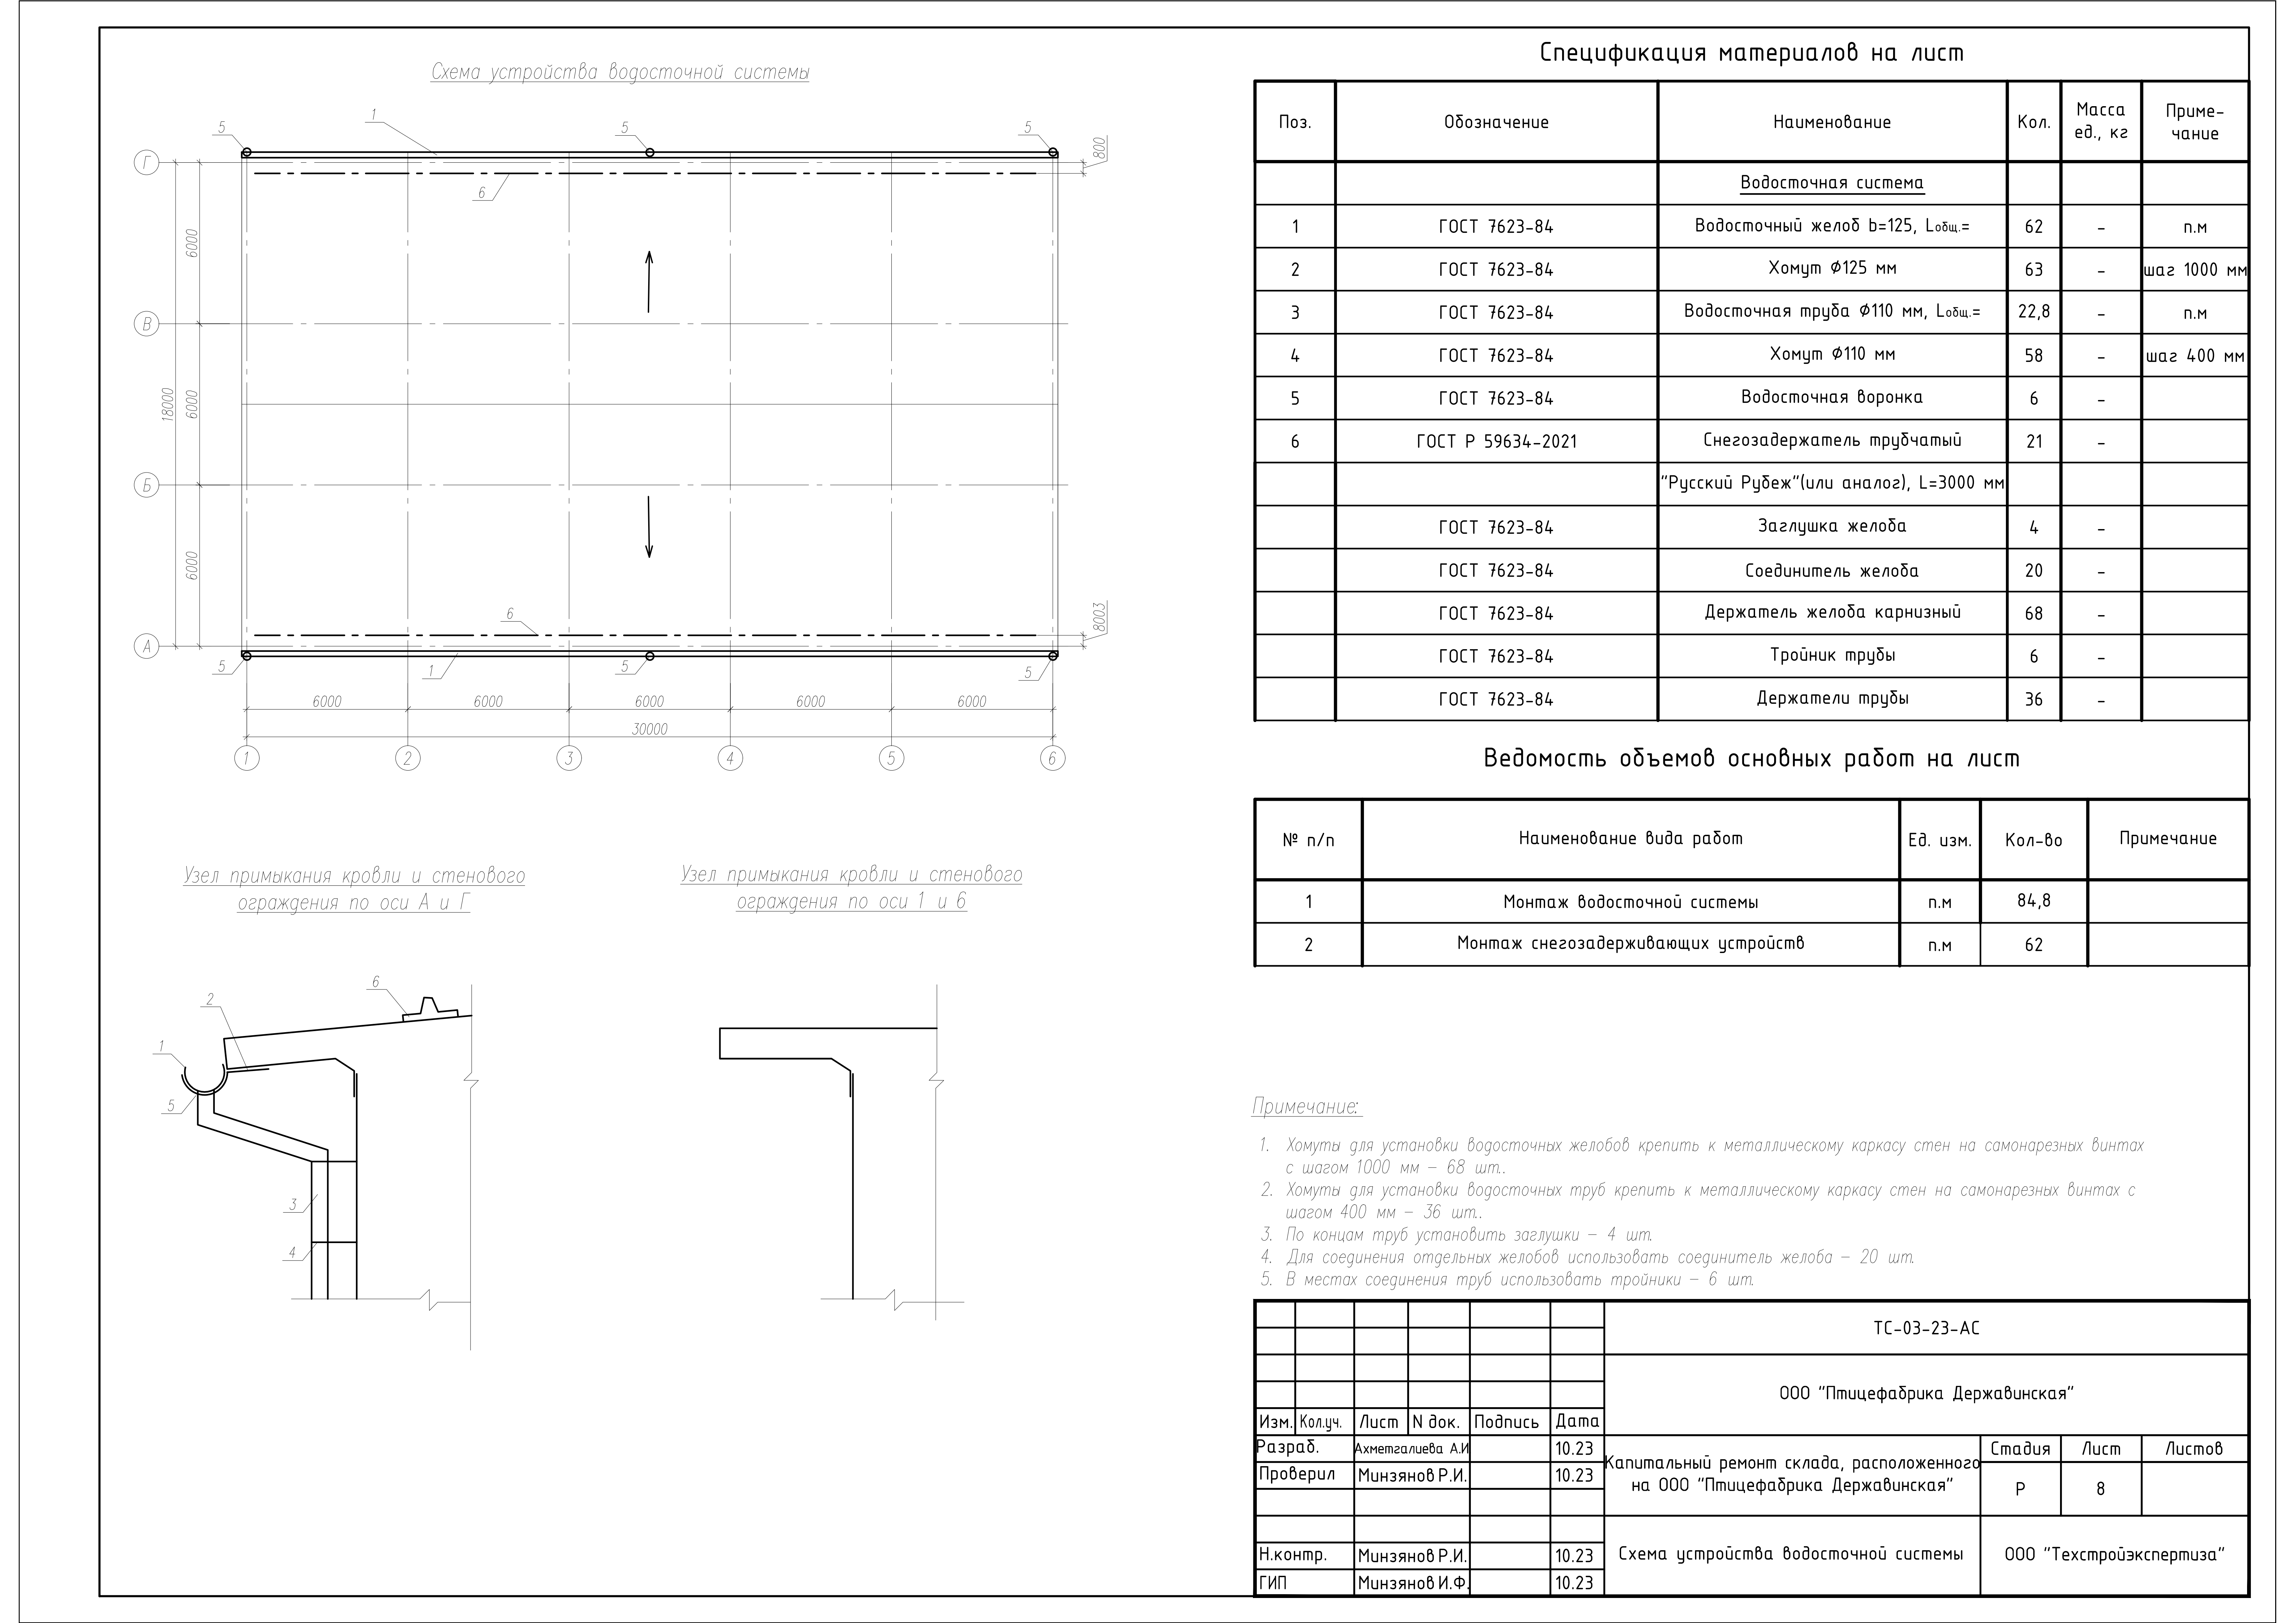 Схема устройства водосточной системы
5
1
5
5
Г
800
6
6000
В
18000
6000
Б
6000
6
8003
А
5
1
5
5
6000 6000 6000 6000 6000
30000
1 2 3 4 5 6
Узел примыкания кровли и стенового
ограждения по оси А и Г
6
2
1
5
3
4
Узел примыкания кровли и стенового
ограждения по оси 1 и 6
Спецификация материалов на лист
Поз. Обозначение Наименование Кол. Масса ед., кг Приме-чание
Водосточная система
1 ГОСТ 7623-84 Водосточный желоб b=125, Lобщ.= 62 - п.м
2 ГОСТ 7623-84 Хомут Ф125 мм 63 - шаг 1000 мм
3 ГОСТ 7623-84 Водосточная труба Ф110 мм, Lобщ.= 22,8 - п.м
4 ГОСТ 7623-84 Хомут Ф110 мм 58 - шаг 400 мм
5 ГОСТ 7623-84 Водосточная воронка 6 -
6 ГОСТ Р 59634-2021 Снегозадержатель трубчатый 21 -
"Русский Рубеж"(или аналог), L=3000 мм
ГОСТ 7623-84 Заглушка желоба 4 -
ГОСТ 7623-84 Соединитель желоба 20 -
ГОСТ 7623-84 Держатель желоба карнизный 68 -
ГОСТ 7623-84 Тройник трубы 6 -
ГОСТ 7623-84 Держатели трубы 36 -
Ведомость объемов основных работ на лист
№ п/п Наименование вида работ Ед. изм. Кол-во Примечание
1 Монтаж водосточной системы п.м 84,8
2 Монтаж снегозадерживающих устройств п.м 62
Примечание:
1. Хомуты для установки водосточных желобов крепить к металлическому каркасу стен на самонарезных винтах
с шагом 1000 мм – 68 шт..
2. Хомуты для установки водосточных труб крепить к металлическому каркасу стен на самонарезных винтах с
шагом 400 мм – 36 шт..
3. По концам труб установить заглушки – 4 шт.
4. Для соединения отдельных желобов использовать соединитель желоба – 20 шт.
5. В местах соединения труб использовать тройники – 6 шт.
ТС-03-23-АС
ООО "Птицефабрика Державинская"
Изм. Кол.уч. Лист N док. Подпись Дата
Разраб. Ахметгалиева А.И 10.23
Проверил Минзянов Р.И. 10.23
Капитальный ремонт склада, расположенного
на ООО "Птицефабрика Державинская"
Стадия Лист Листов
Р 8
Н.контр. Минзянов Р.И. 10.23
ГИП Минзянов И.Ф. 10.23
Схема устройства водосточной системы
ООО "Техстройэкспертиза"